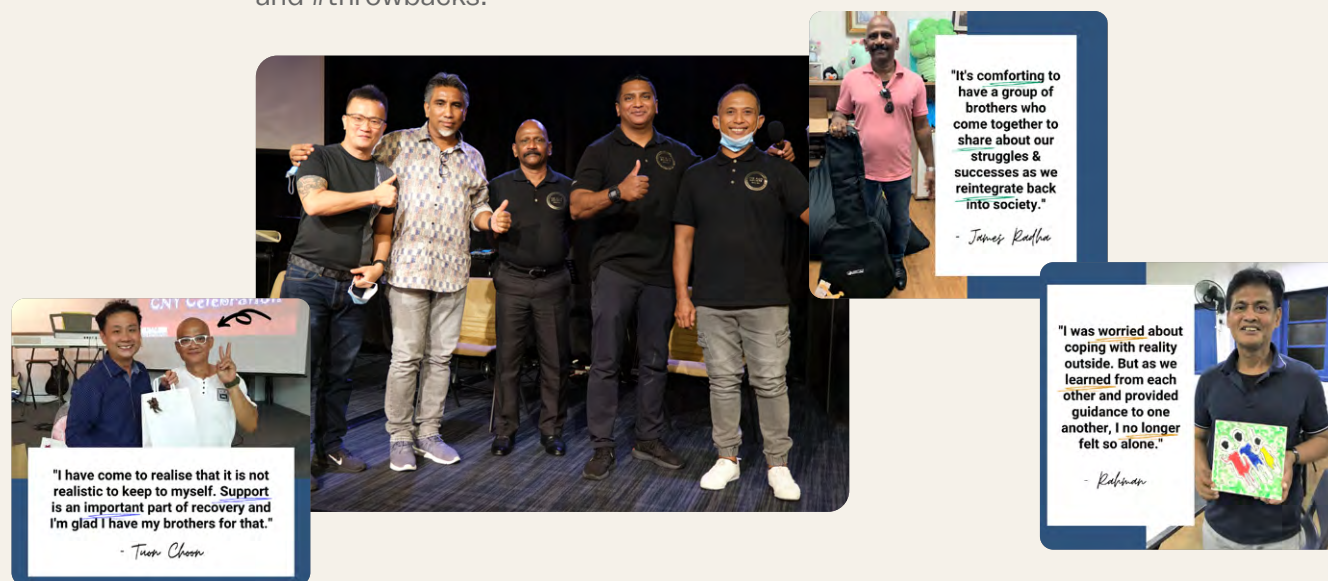 and #throwbacks.
"It's comforting to
have a group of
brothers who
come together to
share about our
struggles &
successes as we
reintegrate back
into society."
- James Radha
"I was worried about
coping with reality
outside. But as we
learned from each
other and provided
guidance to one
another, I no longer
felt so alone."
- Rahman
CNY Celebration
"I have come to realise that it is not
realistic to keep to myself. Support
is an important part of recovery and
I'm glad I have my brothers for that."
- Tuon Choon